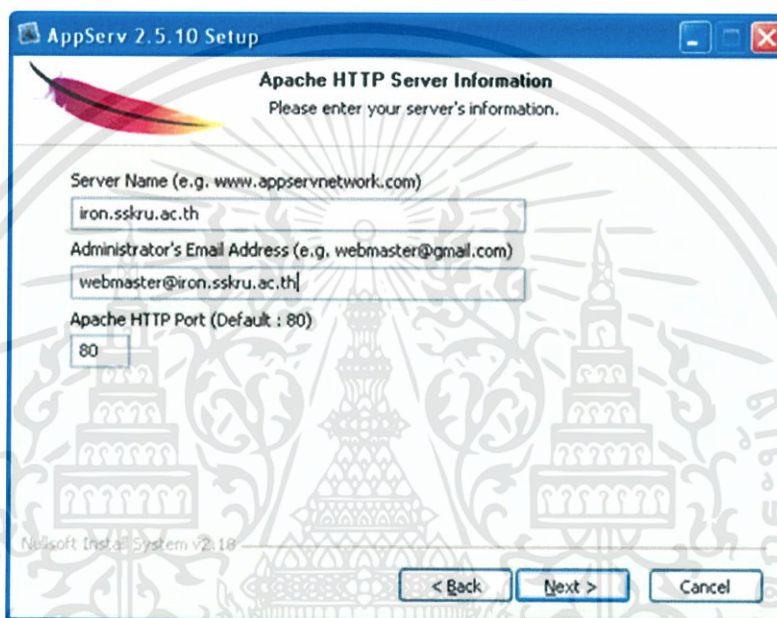 AppServ 2.5.10 Setup
Apache HTTP Server Information
Please enter your server's information.
Server Name (e.g. www.appservnetwork.com)
iron.sskru.ac.th
Administrator's Email Address (e.g. webmaster@gmail.com)
webmaster@iron.sskru.ac.th
Apache HTTP Port (Default : 80)
80
Nullsoft Install System v2.18
< Back
Next >
Cancel